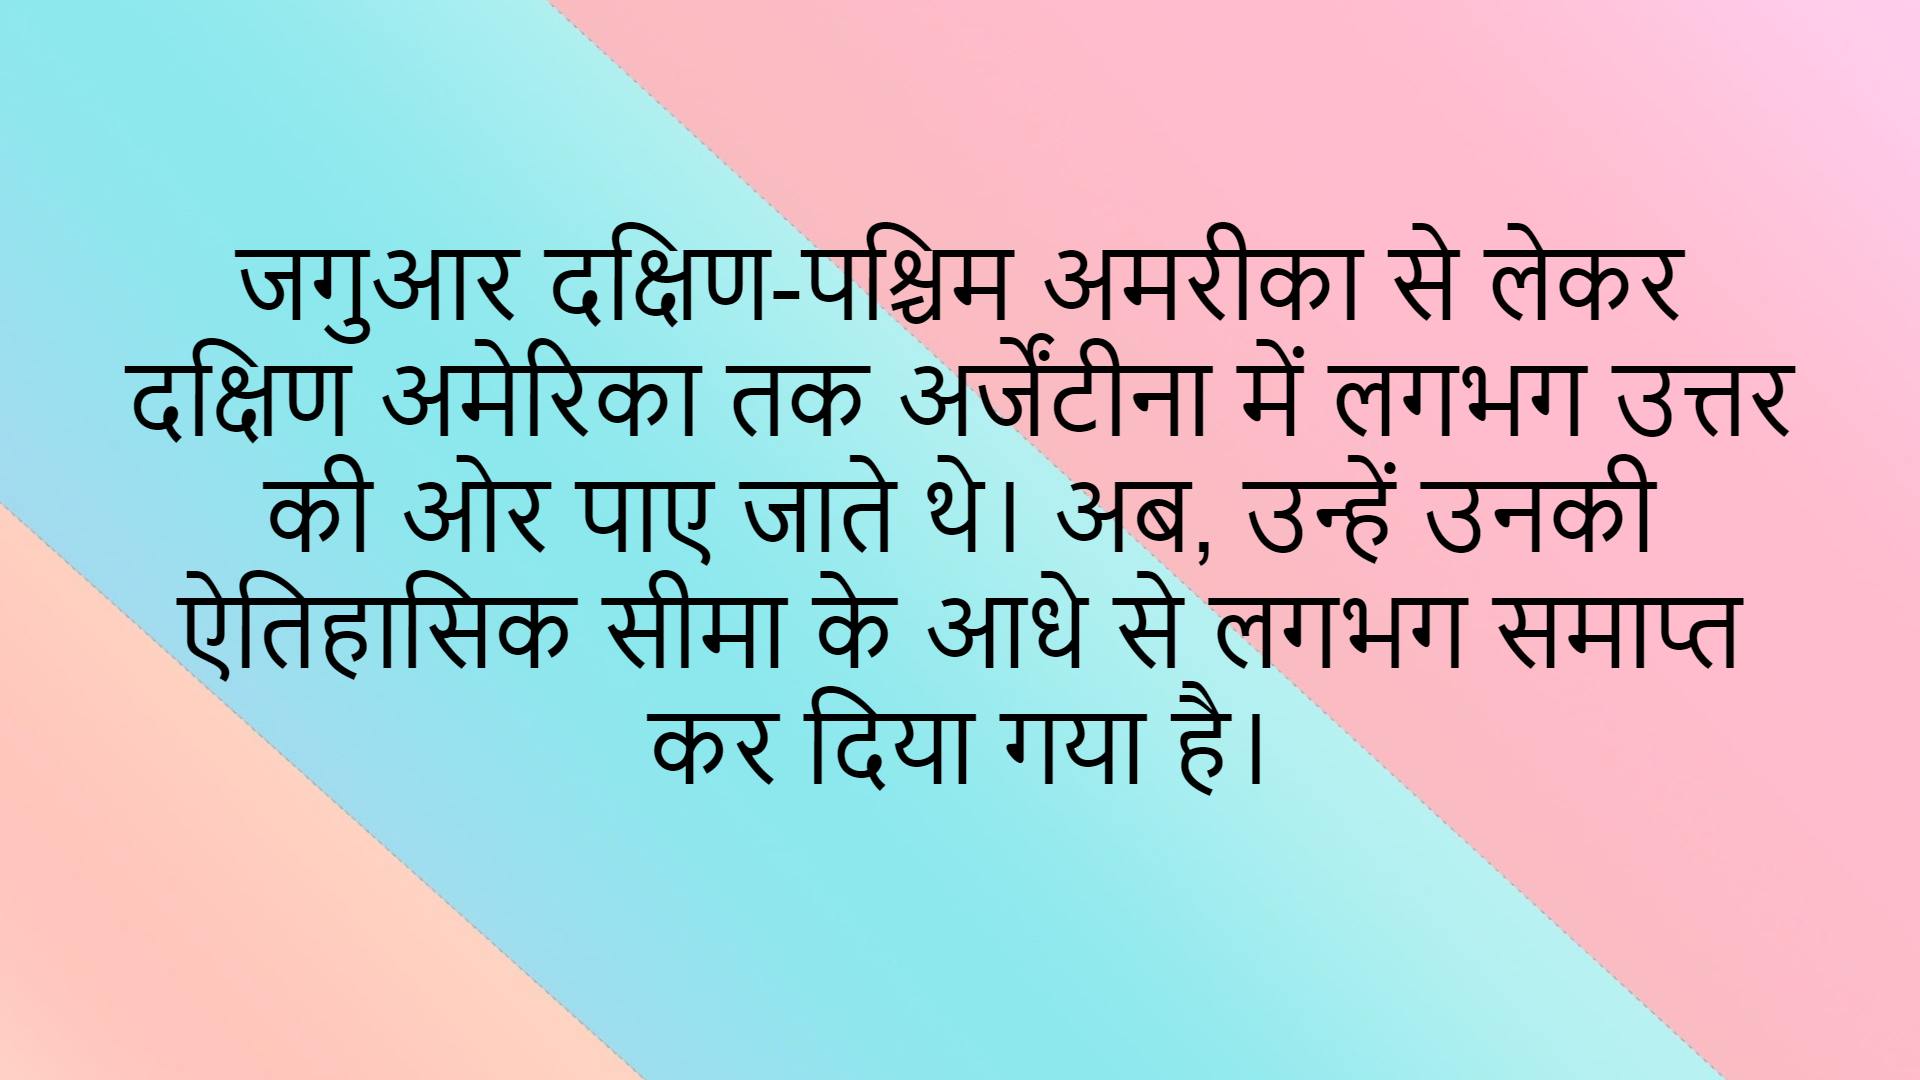 जगुआर दक्षिण-पश्चिम अमरीका से लेकर
दक्षिण अमेरिका तक अर्जेंटीना में लगभग उत्तर
की ओर पाए जाते थे। अब, उन्हें उनकी
ऐतिहासिक सीमा के आधे से लगभग समाप्त
कर दिया गया है।